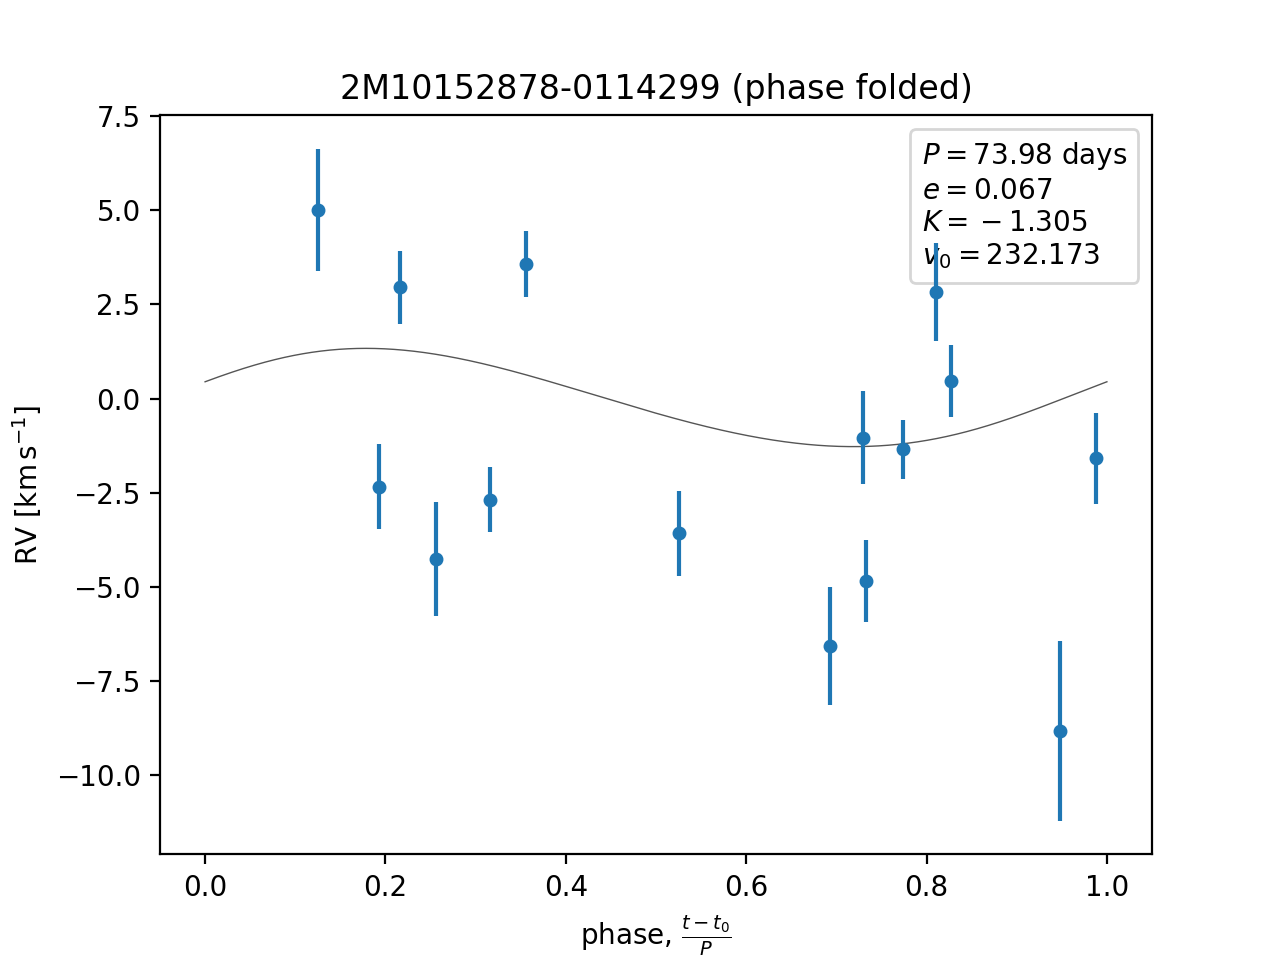 2M10152878-0114299 (phase folded)
P = 73.98 days
e = 0.067
K = −1.305
v₀ = 232.173
RV [km s⁻¹]
7.5
5.0
2.5
0.0
−2.5
−5.0
−7.5
−10.0
0.0 0.2 0.4 0.6 0.8 1.0
phase, (t − t₀)/P